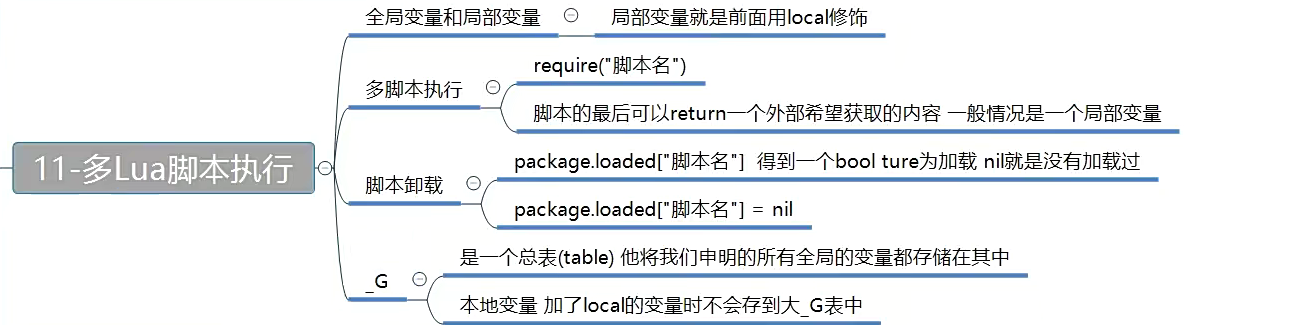 11-多Lua脚本执行
全局变量和局部变量
局部变量就是前面用local修饰
多脚本执行
require("脚本名")
脚本的最后可以return一个外部希望获取的内容 一般情况是一个局部变量
脚本卸载
package.loaded["脚本名"] 得到一个bool ture为加载 nil就是没有加载过
package.loaded["脚本名"] = nil
_G
是一个总表(table) 他将我们申明的所有全局的变量都存储在其中
本地变量 加了local的变量时不会存到大_G表中